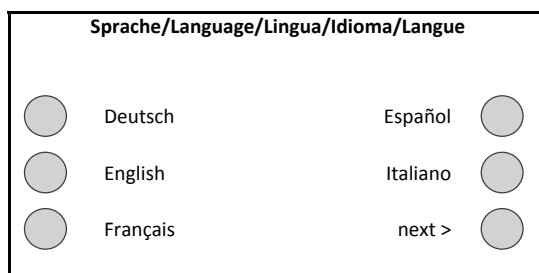 Sprache/Language/Lingua/Idioma/Langue
Deutsch Español
English Italiano
Français next >